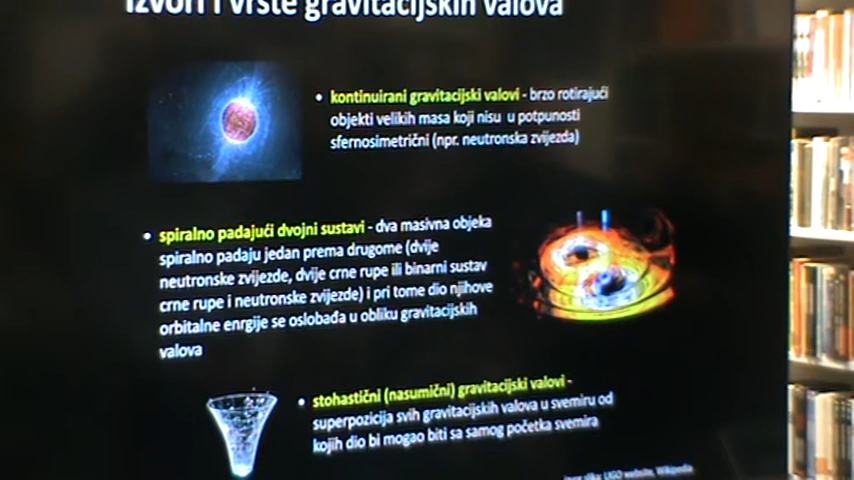 Izvori i vrste gravitacijskih valova
• kontinuirani gravitacijski valovi - brzo rotirajući
objekti velikih masa koji nisu u potpunosti
sfernosimetrični (npr. neutronska zvijezda)
• spiralno padajući dvojni sustavi - dva masivna objeka
spiralno padaju jedan prema drugome (dvije
neutronske zvijezde, dvije crne rupe ili binarni sustav
crne rupe i neutronske zvijezde) i pri tome dio njihove
orbitalne enrgije se oslobađa u obliku gravitacijskih
valova
• stohastični (nasumični) gravitacijski valovi -
superpozicija svih gravitacijskih valova u svemiru od
kojih dio bi mogao biti sa samog početka svemira
Izvor slika: LIGO website, Wikipedia